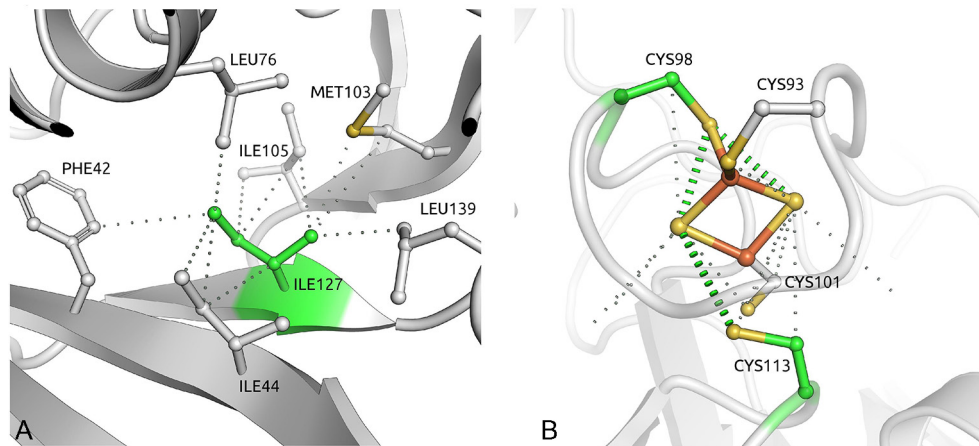 LEU76
MET103
PHE42
ILE105
LEU139
ILE127
ILE44
A
CYS98
CYS93
CYS101
CYS113
B